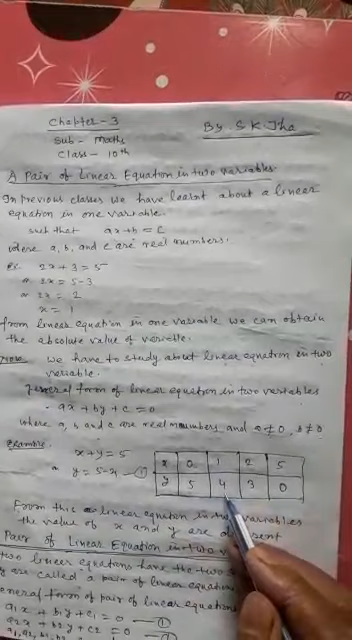 Chapter-3
By S K Jha
Sub - Maths
Class - 10th
A Pair of Linear Equation in two variables
In previous classes we have learnt about a linear
equation in one variable.
such that ax+b = c
where a, b, and c are real numbers.
Ex. 2x+3 = 5
or 2x = 5-3
or 2x = 2
x = 1
from linear equation in one variable we can obtain
the absolute value of variable.
Now we have to study about linear equation in two
variable.
General form of linear equation in two variables
- ax + by + c = 0
where a, b and c are real numbers and a≠0, b≠0
Example
x+y = 5
or y = 5-x - ①
x 0 1 2 5
y 5 4 3 0
From this linear equation in two variables
the value of x and y are different
Pair of Linear Equation in two v
two linear equations have the two
y are called a pair of linear equation
General form of pair of linear equation
a1x + b1y + c1 = 0 - ①
a2x + b2y + c2 = 0 - ②